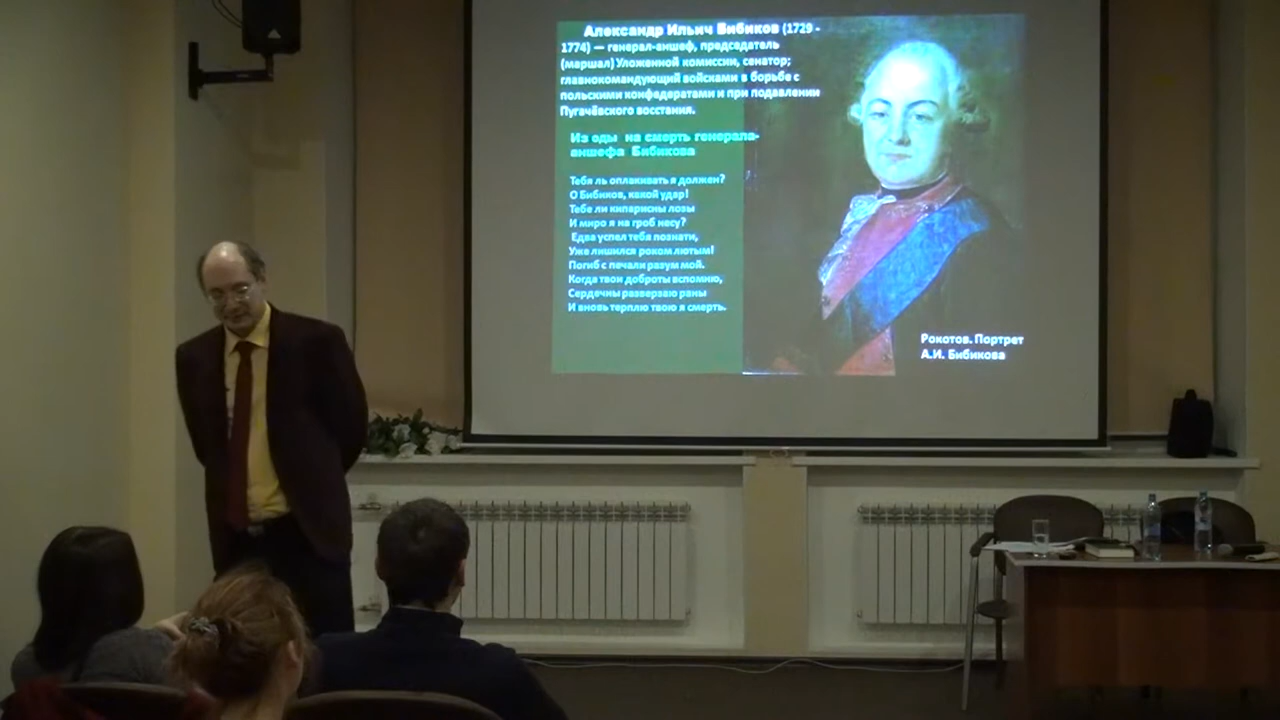 Александр Ильич Бибиков (1729 -
1774) — генерал-аншеф, председатель
(маршал) Уложенной комиссии, сенатор;
главнокомандующий войсками в борьбе с
польскими конфедератами и при подавлении
Пугачёвского восстания.
Из оды на смерть генерала-
аншефа Бибикова
Тебя ль оплакивать я должен?
О Бибиков, какой удар!
Тебе ли кипарисны лозы
И миро я на гроб несу?
Едва успел тебя познати,
Уже лишился роком лютым!
Погиб с печали разум мой.
Когда твои доброты вспомню,
Сердечны разверзаю раны
И вновь терплю твою я смерть.
Рокотов. Портрет
А.И. Бибикова